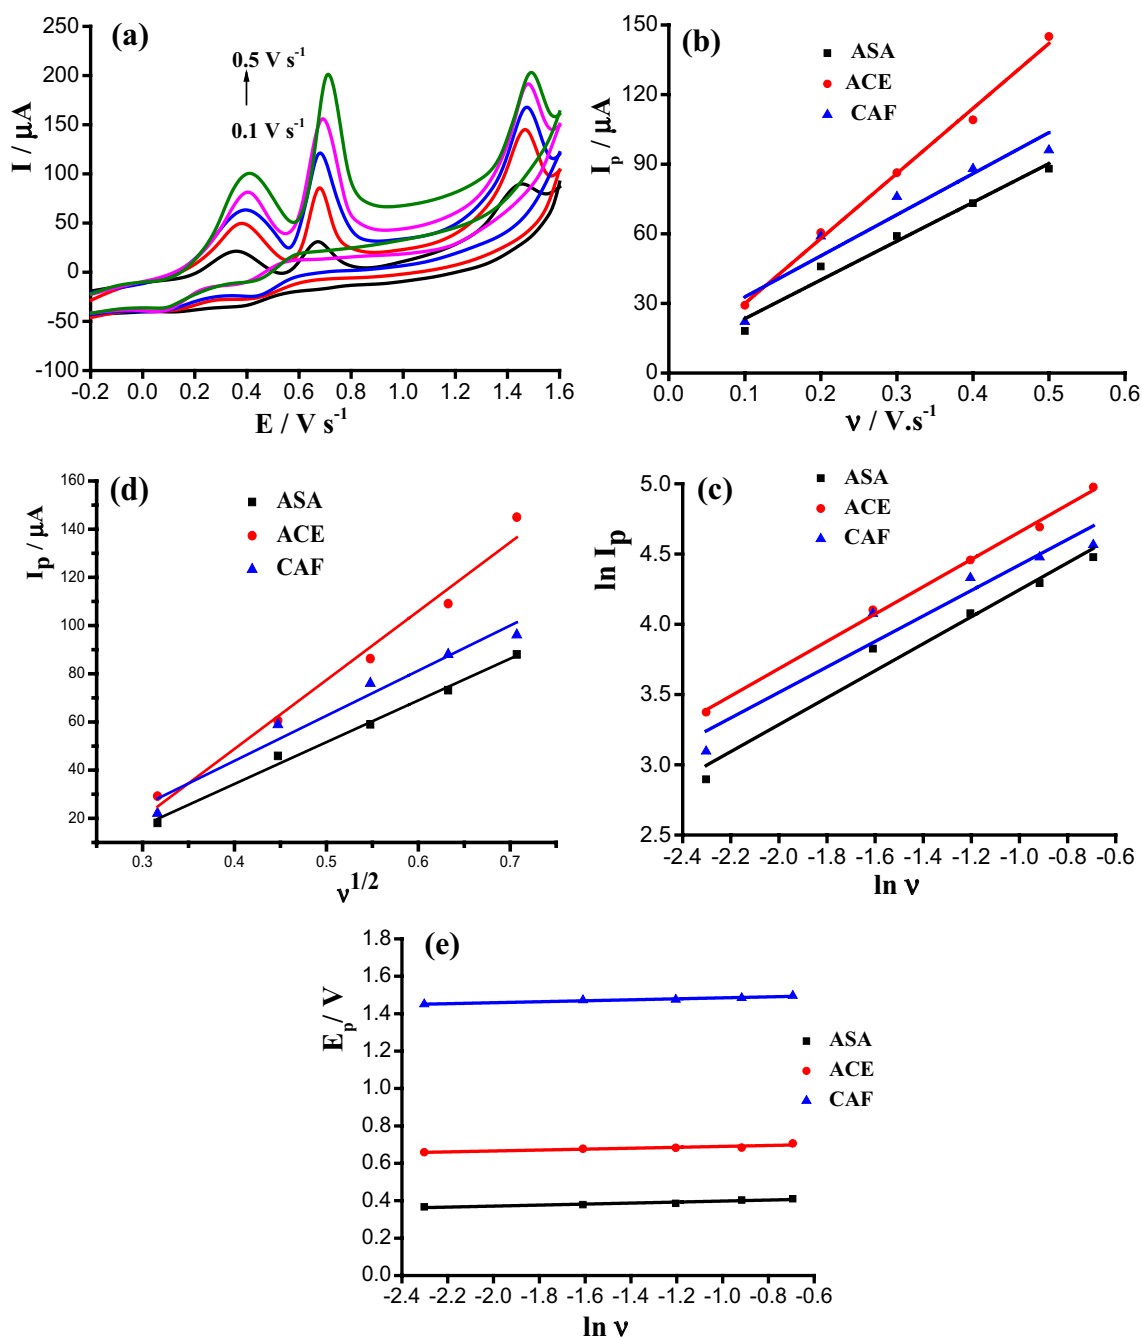 (a)
250
200
150
100
50
0
-50
-100
I / μA
0.5 V s-1
0.1 V s-1
-0.2 0.0 0.2 0.4 0.6 0.8 1.0 1.2 1.4 1.6
E / V s-1
(b)
150
120
90
60
30
0
Ip / μA
ASA
ACE
CAF
0.0 0.1 0.2 0.3 0.4 0.5 0.6
ν / V.s-1
(d)
160
140
120
100
80
60
40
20
Ip / μA
ASA
ACE
CAF
0.3 0.4 0.5 0.6 0.7
ν1/2
(c)
5.0
4.5
4.0
3.5
3.0
2.5
ln Ip
ASA
ACE
CAF
-2.4 -2.2 -2.0 -1.8 -1.6 -1.4 -1.2 -1.0 -0.8 -0.6
ln ν
(e)
1.8
1.6
1.4
1.2
1.0
0.8
0.6
0.4
0.2
0.0
Ep/ V
ASA
ACE
CAF
-2.4 -2.2 -2.0 -1.8 -1.6 -1.4 -1.2 -1.0 -0.8 -0.6
ln ν